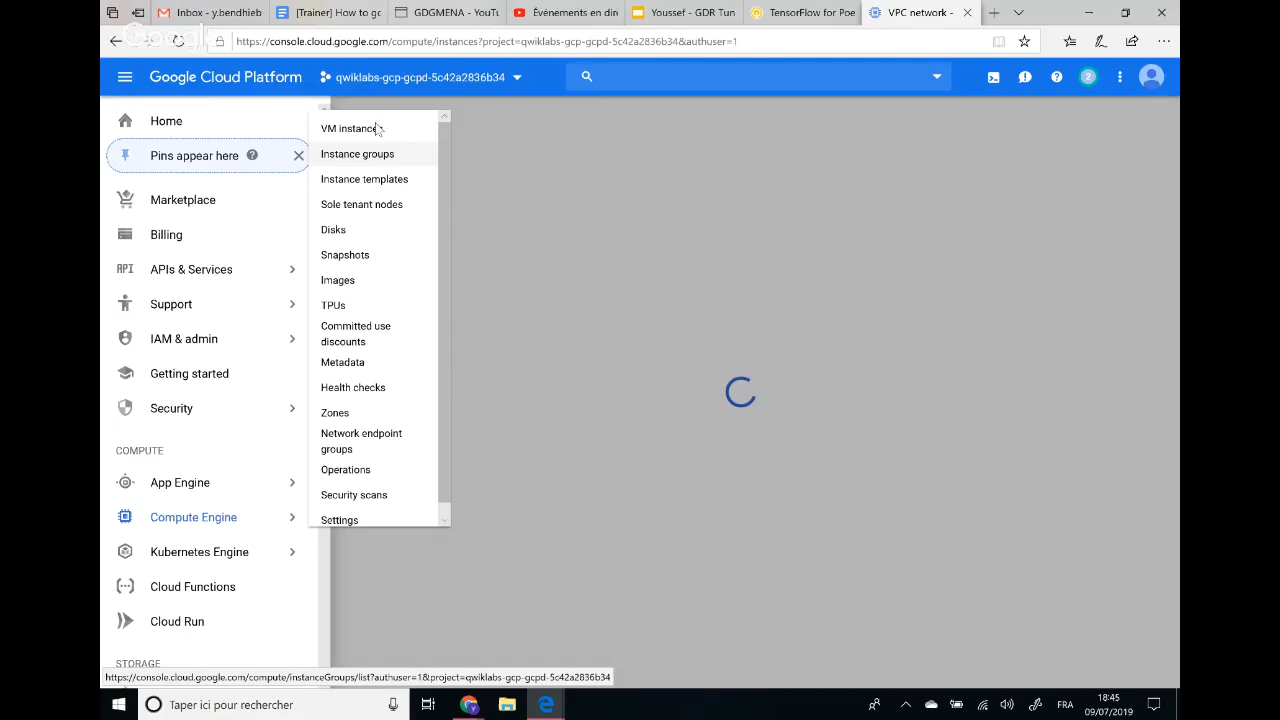 M Inbox - y.bendhieb
[Trainer] How to go
GDGMENA - YouTu
Événements en dire
Youssef - GDR Tun
TensorFlow for Poe
VPC network -
https://console.cloud.google.com/compute/instances?project=qwiklabs-gcp-gcpd-5c42a2836b34&authuser=1
Google Cloud Platform
qwiklabs-gcp-gcpd-5c42a2836b34
2
Home
Pins appear here
Marketplace
Billing
API
APIs & Services
Support
IAM & admin
Getting started
Security
COMPUTE
App Engine
Compute Engine
Kubernetes Engine
Cloud Functions
Cloud Run
STORAGE
VM instances
Instance groups
Instance templates
Sole tenant nodes
Disks
Snapshots
Images
TPUs
Committed use
discounts
Metadata
Health checks
Zones
Network endpoint
groups
Operations
Security scans
Settings
https://console.cloud.google.com/compute/instanceGroups/list?authuser=1&project=qwiklabs-gcp-gcpd-5c42a2836b34
Taper ici pour rechercher
FRA
18:45
09/07/2019